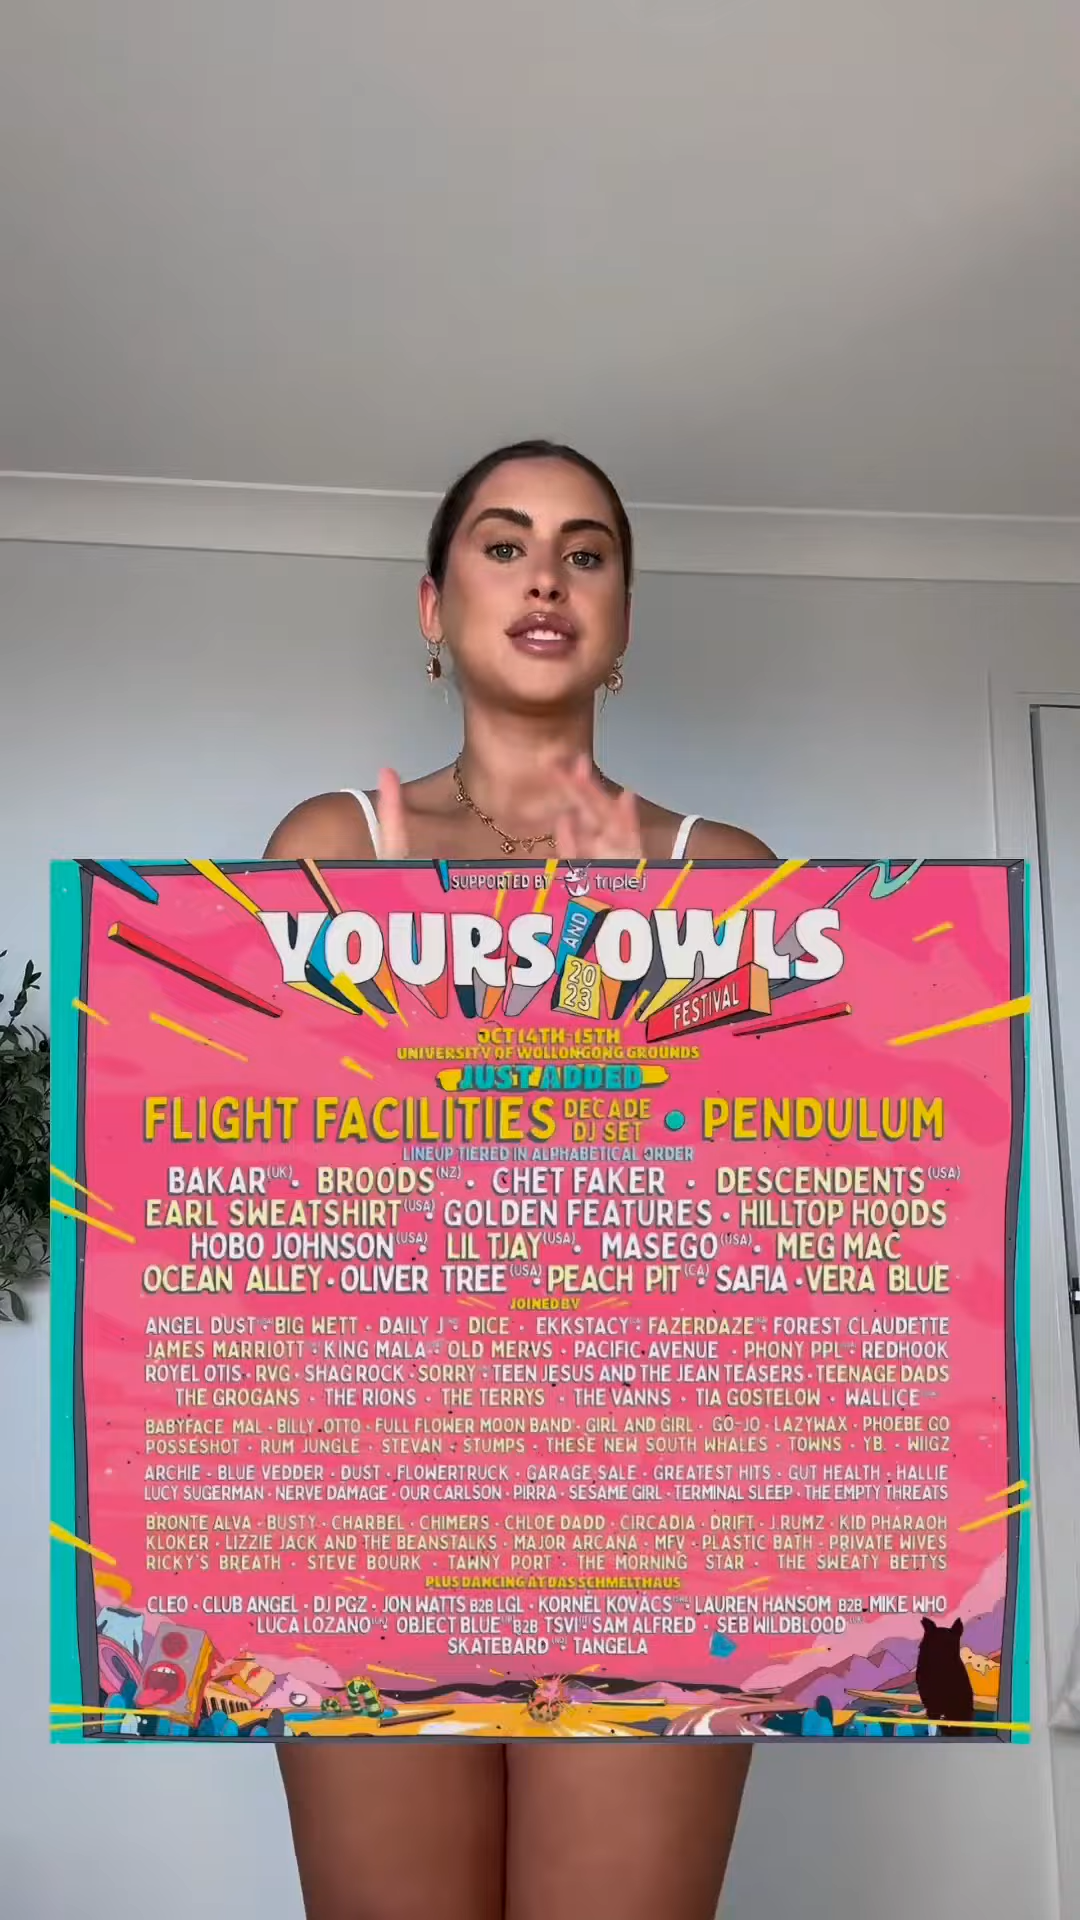 SUPPORTED BY triple j
YOURS AND OWLS
2023
FESTIVAL
OCT 14TH-15TH
UNIVERSITY OF WOLLONGONG GROUNDS
JUST ADDED
FLIGHT FACILITIES DECADE DJ SET • PENDULUM
LINEUP TIERED IN ALPHABETICAL ORDER
BAKAR (UK) • BROODS (NZ) • CHET FAKER • DESCENDENTS (USA)
EARL SWEATSHIRT (USA) • GOLDEN FEATURES • HILLTOP HOODS
HOBO JOHNSON (USA) • LIL TJAY (USA) • MASEGO (USA) • MEG MAC
OCEAN ALLEY • OLIVER TREE (USA) • PEACH PIT (CA) • SAFIA • VERA BLUE
JOINED BY
ANGEL DUST • BIG WETT • DAILY J • DICE • EKKSTACY • FAZERDAZE • FOREST CLAUDETTE
JAMES MARRIOTT • KING MALA • OLD MERVS • PACIFIC AVENUE • PHONY PPL • REDHOOK
ROYEL OTIS • RVG • SHAG ROCK • SORRY • TEEN JESUS AND THE JEAN TEASERS • TEENAGE DADS
THE GROGANS • THE RIONS • THE TERRYS • THE VANNS • TIA GOSTELOW • WALLICE
BABYFACE MAL • BILLY OTTO • FULL FLOWER MOON BAND • GIRL AND GIRL • GO-JO • LAZYWAX • PHOEBE GO
POSSESHOT • RUM JUNGLE • STEVAN • STUMPS • THESE NEW SOUTH WHALES • TOWNS • YB. • WIIGZ
ARCHIE • BLUE VEDDER • DUST • FLOWERTRUCK • GARAGE SALE • GREATEST HITS • GUT HEALTH • HALLIE
LUCY SUGERMAN • NERVE DAMAGE • OUR CARLSON • PIRRA • SESAME GIRL • TERMINAL SLEEP • THE EMPTY THREATS
BRONTE ALVA • BUSTY • CHARBEL • CHIMERS • CHLOE DADD • CIRCADIA • DRIFT • J.RUMZ • KID PHARAOH
KLOKER • LIZZIE JACK AND THE BEANSTALKS • MAJOR ARCANA • MFV • PLASTIC BATH • PRIVATE WIVES
RICKY'S BREATH • STEVE BOURK • TAWNY PORT • THE MORNING STAR • THE SWEATY BETTYS
PLUS DANCING AT DAS SCHMELTHAUS
CLEO • CLUB ANGEL • DJ PGZ • JON WATTS B2B LGL • KORNÉL KOVÁCS • LAUREN HANSOM B2B MIKE WHO
LUCA LOZANO • OBJECT BLUE B2B TSVI • SAM ALFRED • SEB WILDBLOOD
SKATEBÅRD • TANGELA